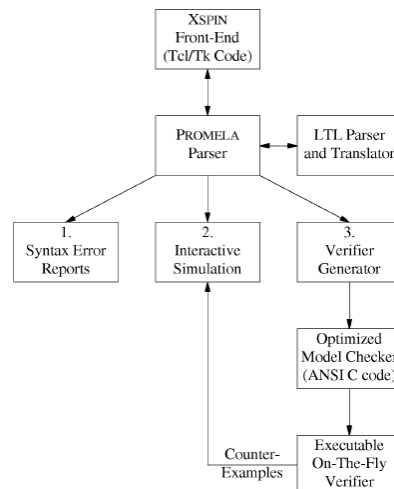 XSPIN
Front-End
(Tcl/Tk Code)
PROMELA
Parser
LTL Parser
and Translator
1.
Syntax Error
Reports
2.
Interactive
Simulation
3.
Verifier
Generator
Optimized
Model Checker
(ANSI C code)
Counter-
Examples
Executable
On-The-Fly
Verifier